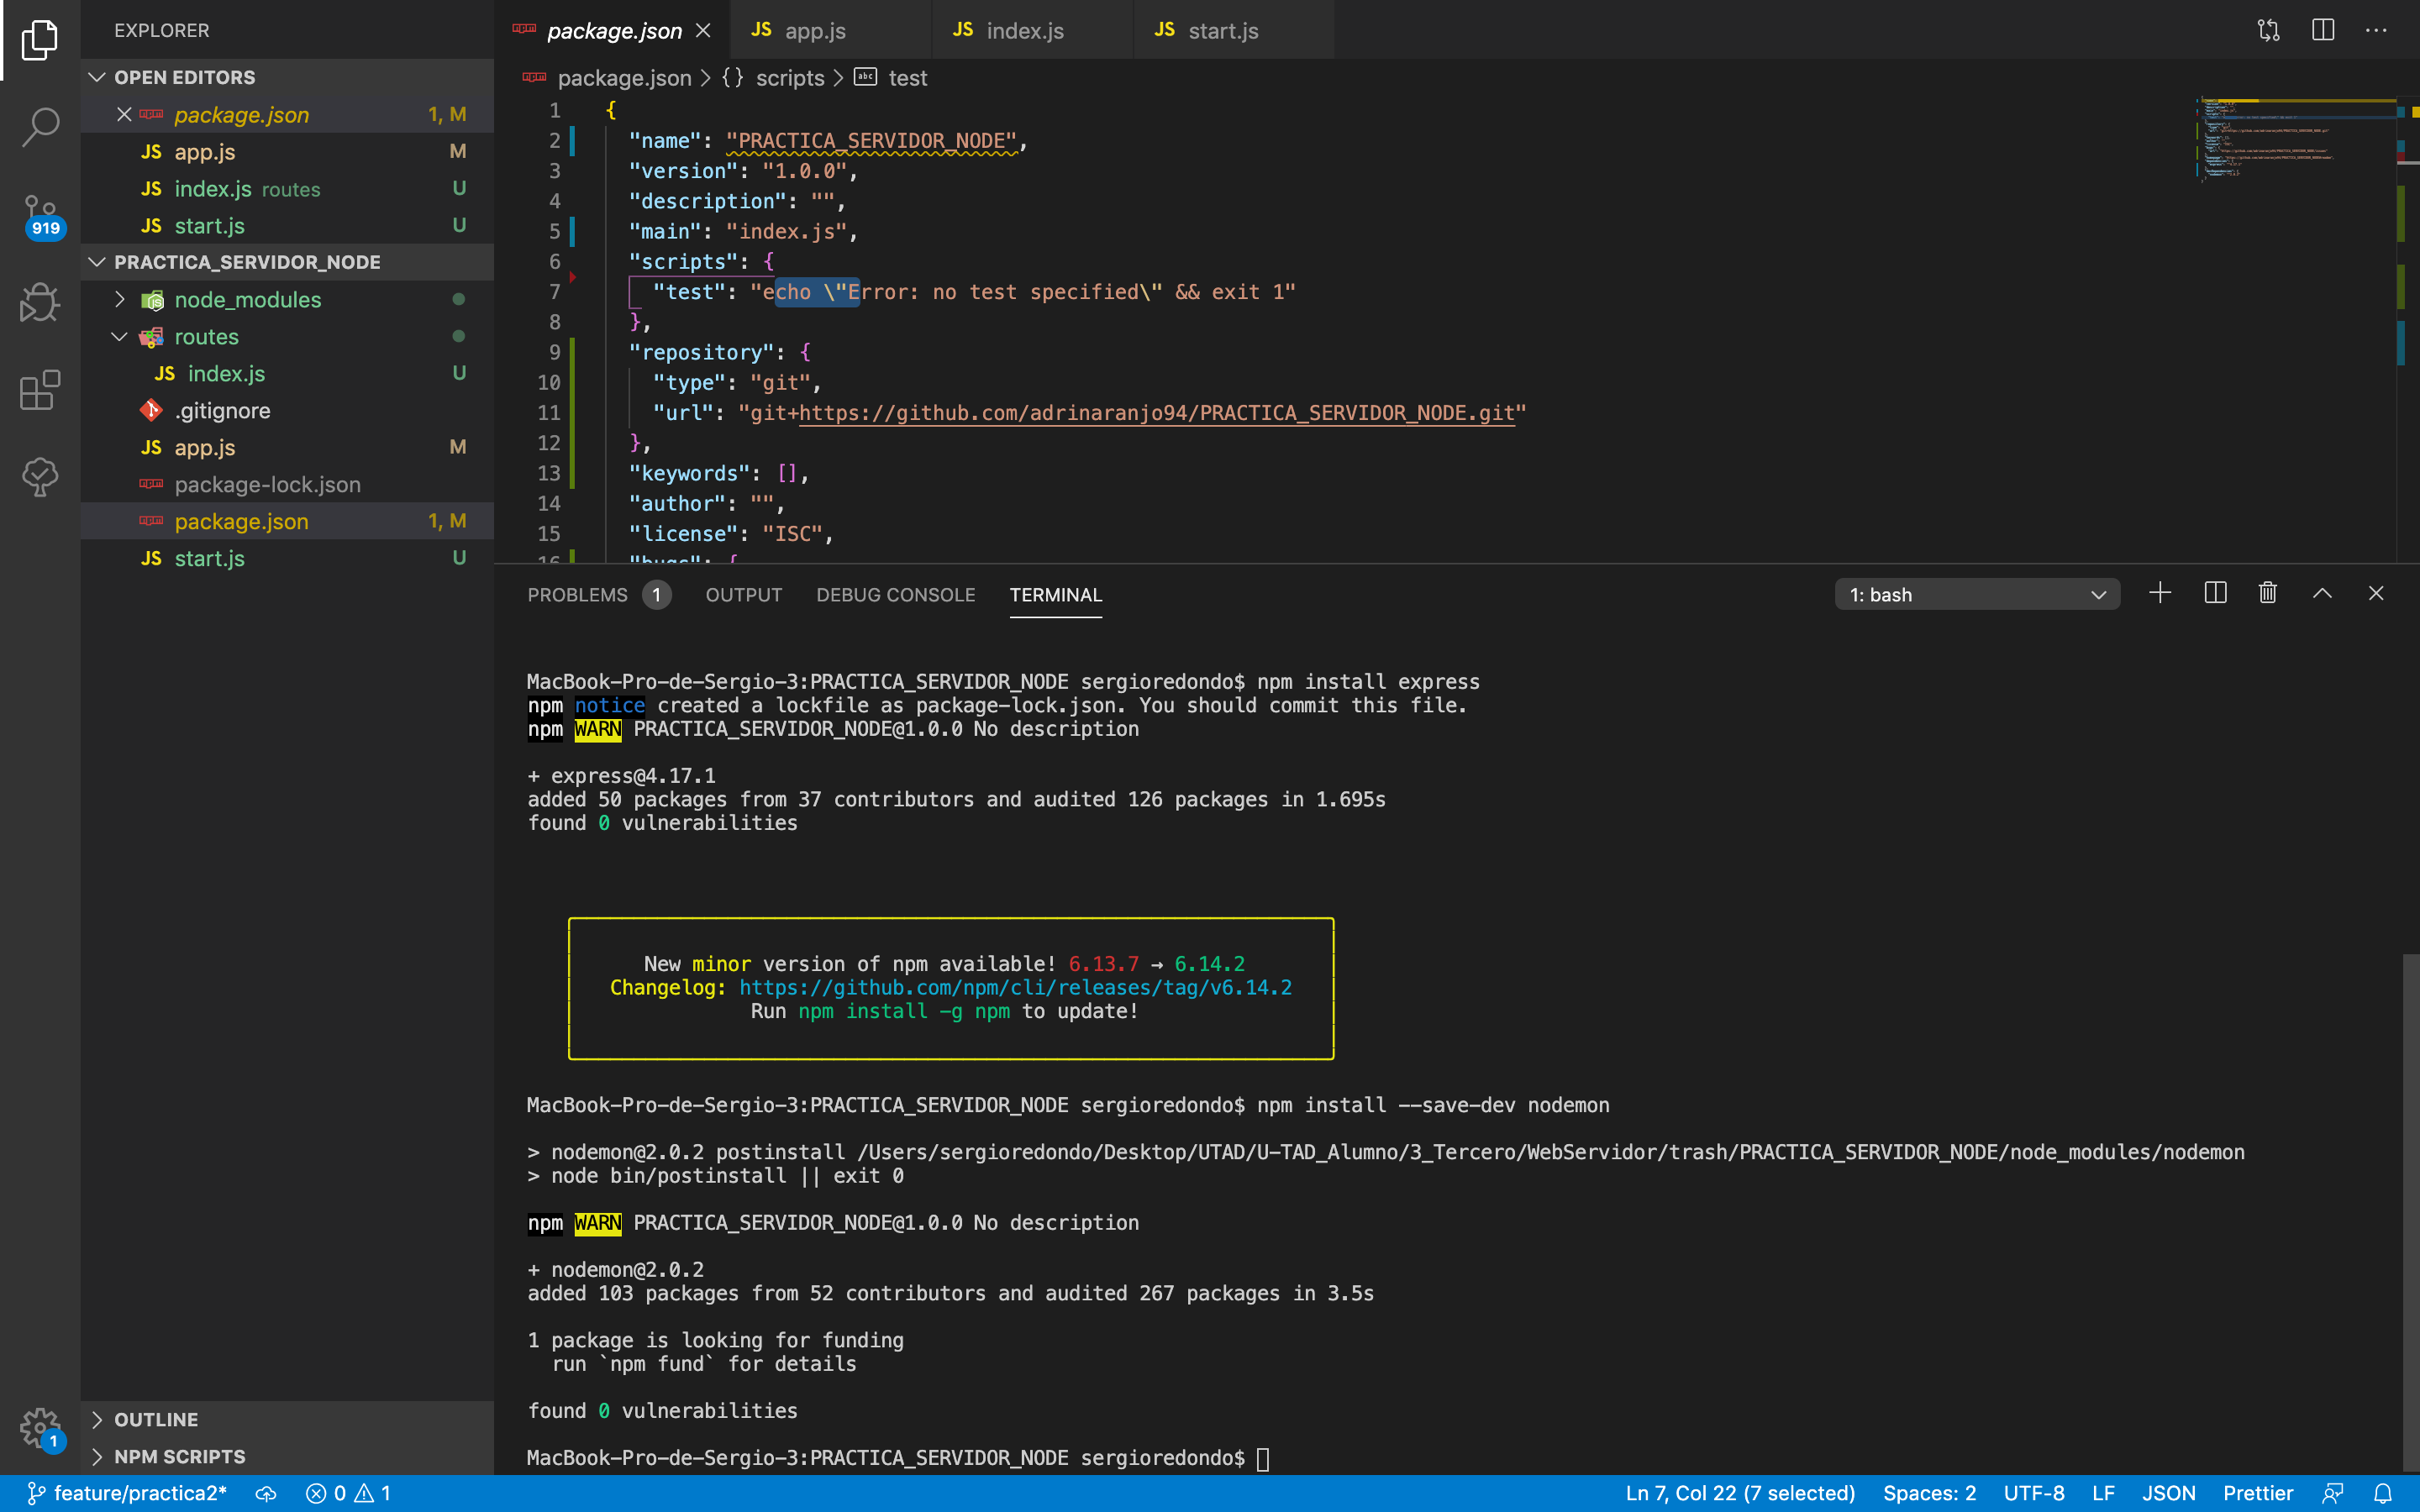 EXPLORER
OPEN EDITORS
package.json 1, M
JS app.js M
JS index.js routes U
JS start.js U
PRACTICA_SERVIDOR_NODE
node_modules
routes
JS index.js U
.gitignore
JS app.js M
package-lock.json
package.json 1, M
JS start.js U
OUTLINE
NPM SCRIPTS
919
1
package.json
JS app.js
JS index.js
JS start.js
package.json > {} scripts > abc test
1 {
2 "name": "PRACTICA_SERVIDOR_NODE",
3 "version": "1.0.0",
4 "description": "",
5 "main": "index.js",
6 "scripts": {
7 "test": "echo \"Error: no test specified\" && exit 1"
8 },
9 "repository": {
10 "type": "git",
11 "url": "git+https://github.com/adrinaranjo94/PRACTICA_SERVIDOR_NODE.git"
12 },
13 "keywords": [],
14 "author": "",
15 "license": "ISC",
16 "bugs": {
PROBLEMS 1 OUTPUT DEBUG CONSOLE TERMINAL
1: bash
MacBook-Pro-de-Sergio-3:PRACTICA_SERVIDOR_NODE sergioredondo$ npm install express
npm notice created a lockfile as package-lock.json. You should commit this file.
npm WARN PRACTICA_SERVIDOR_NODE@1.0.0 No description
+ express@4.17.1
added 50 packages from 37 contributors and audited 126 packages in 1.695s
found 0 vulnerabilities
New minor version of npm available! 6.13.7 → 6.14.2
Changelog: https://github.com/npm/cli/releases/tag/v6.14.2
Run npm install -g npm to update!
MacBook-Pro-de-Sergio-3:PRACTICA_SERVIDOR_NODE sergioredondo$ npm install --save-dev nodemon
> nodemon@2.0.2 postinstall /Users/sergioredondo/Desktop/UTAD/U-TAD_Alumno/3_Tercero/WebServidor/trash/PRACTICA_SERVIDOR_NODE/node_modules/nodemon
> node bin/postinstall || exit 0
npm WARN PRACTICA_SERVIDOR_NODE@1.0.0 No description
+ nodemon@2.0.2
added 103 packages from 52 contributors and audited 267 packages in 3.5s
1 package is looking for funding
run `npm fund` for details
found 0 vulnerabilities
MacBook-Pro-de-Sergio-3:PRACTICA_SERVIDOR_NODE sergioredondo$
feature/practica2* 0 1
Ln 7, Col 22 (7 selected) Spaces: 2 UTF-8 LF JSON Prettier